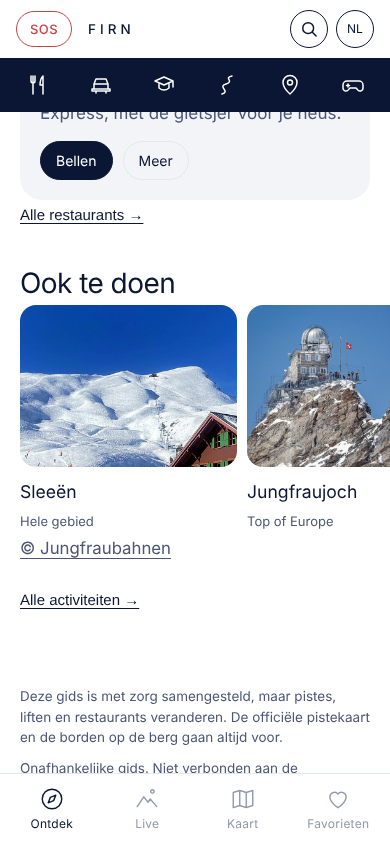 SOS FIRN NL
Express, met de gletsjer voor je neus.
Bellen Meer
Alle restaurants →
Ook te doen
Sleeën Jungfraujoch
Hele gebied Top of Europe
© Jungfraubahnen
Alle activiteiten →
Deze gids is met zorg samengesteld, maar pistes,
liften en restaurants veranderen. De officiële pistekaart
en de borden op de berg gaan altijd voor.
Onafhankelijke gids. Niet verbonden aan de
Ontdek Live Kaart Favorieten